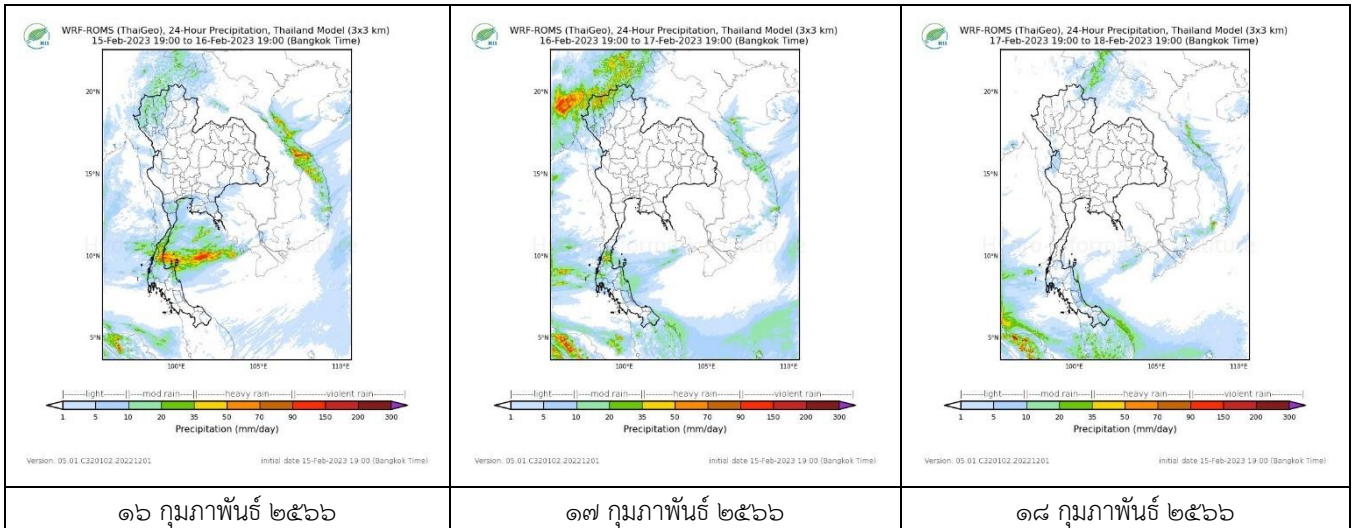 WRF-ROMS (ThaiGeo), 24-Hour Precipitation, Thailand Model (3x3 km)
15-Feb-2023 19:00 to 16-Feb-2023 19:00 (Bangkok Time)
HII
20°N
15°N
10°N
5°N
100°E 105°E 110°E
|------light------||---mod rain---||------heavy rain------||------violent rain------|
1 5 10 20 35 50 70 90 150 200 300
Precipitation (mm/day)
Version: 05.01.C320102.20221201 initial date 15-Feb-2023 19:00 (Bangkok Time)
๑๖ กุมภาพันธ์ ๒๕๖๖
WRF-ROMS (ThaiGeo), 24-Hour Precipitation, Thailand Model (3x3 km)
16-Feb-2023 19:00 to 17-Feb-2023 19:00 (Bangkok Time)
HII
20°N
15°N
10°N
5°N
100°E 105°E 110°E
|------light------||---mod rain---||------heavy rain------||------violent rain------|
1 5 10 20 35 50 70 90 150 200 300
Precipitation (mm/day)
Version: 05.01.C320102.20221201 initial date 15-Feb-2023 19:00 (Bangkok Time)
๑๗ กุมภาพันธ์ ๒๕๖๖
WRF-ROMS (ThaiGeo), 24-Hour Precipitation, Thailand Model (3x3 km)
17-Feb-2023 19:00 to 18-Feb-2023 19:00 (Bangkok Time)
HII
20°N
15°N
10°N
5°N
100°E 105°E 110°E
|------light------||---mod rain---||------heavy rain------||------violent rain------|
1 5 10 20 35 50 70 90 150 200 300
Precipitation (mm/day)
Version: 05.01.C320102.20221201 initial date 15-Feb-2023 19:00 (Bangkok Time)
๑๘ กุมภาพันธ์ ๒๕๖๖